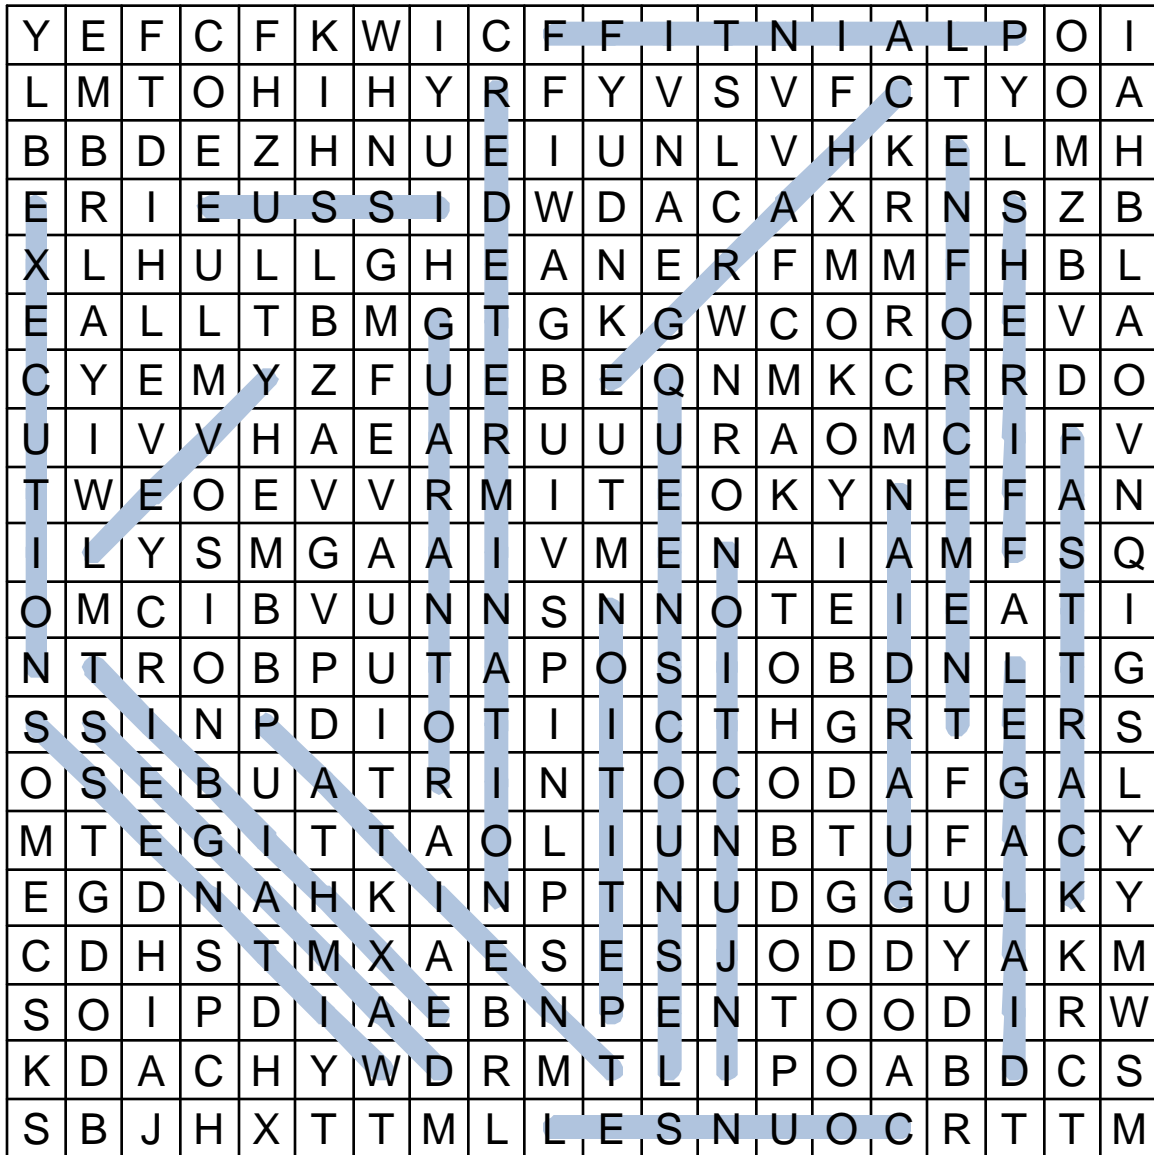 Y E F C F K W I C F F I T N I A L P O I
L M T O H I H Y R F Y V S V F C T Y O A
B B D E Z H N U E I U N L V H K E L M H
E R I E U S S I D W D A C A X R N S Z B
X L H U L L G H E A N E R F M M F H B L
E A L L T B M G T G K G W C O R O E V A
C Y E M Y Z F U E B E Q N M K C R R D O
U I V V H A E A R U U U R A O M C I F V
T W E O E V V R M I T E O K Y N E F A N
I L Y S M G A A I V M E N A I A M F S Q
O M C I B V U N N S N N O T E I E A T I
N T R O B P U T A P O S I O B D N L T G
S S I N P D I O T I I C T H G R T E R S
O S E B U A T R I N T O C O D A F G A L
M T E G I T T A O L I U N B T U F A C Y
E G D N A H K I N P T N U D G G U L K Y
C D H S T M X A E S E S J O D D Y A K M
S O I P D I A E B N P E N T O O D I R W
K D A C H Y W D R M T L I P O A B D C S
S B J H X T T M L L E S N U O C R T T M